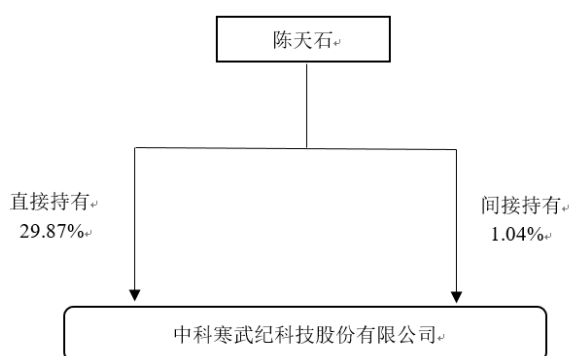 陈天石
直接持有
29.87%
间接持有
1.04%
中科寒武纪科技股份有限公司